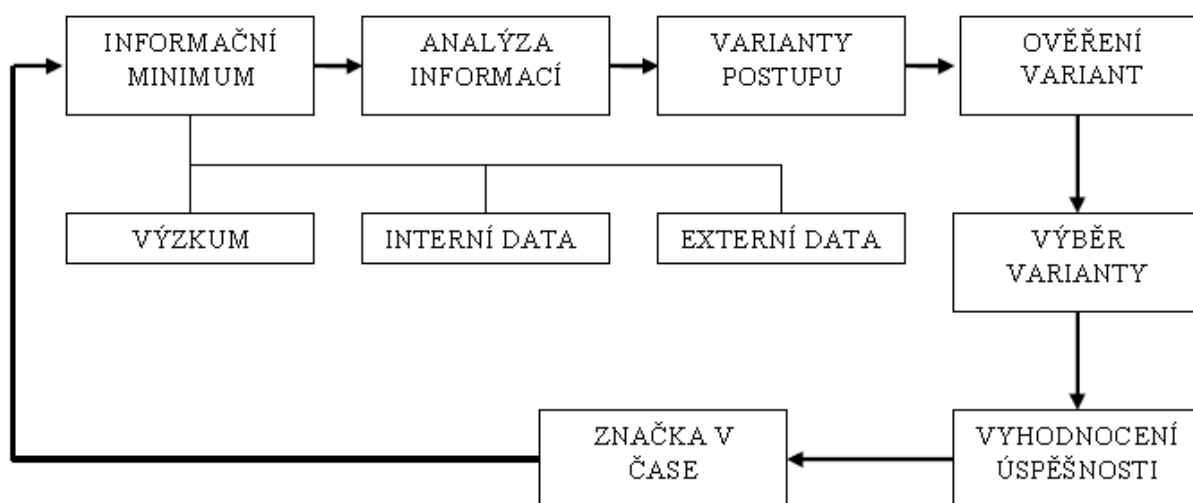 INFORMAČNÍ
MINIMUM
ANALÝZA
INFORMACÍ
VARIANTY
POSTUPU
OVĚŘENÍ
VARIANT
VÝZKUM
INTERNÍ DATA
EXTERNÍ DATA
VÝBĚR
VARIANTY
ZNAČKA V
ČASE
VYHODNOCENÍ
ÚSPĚŠNOSTI